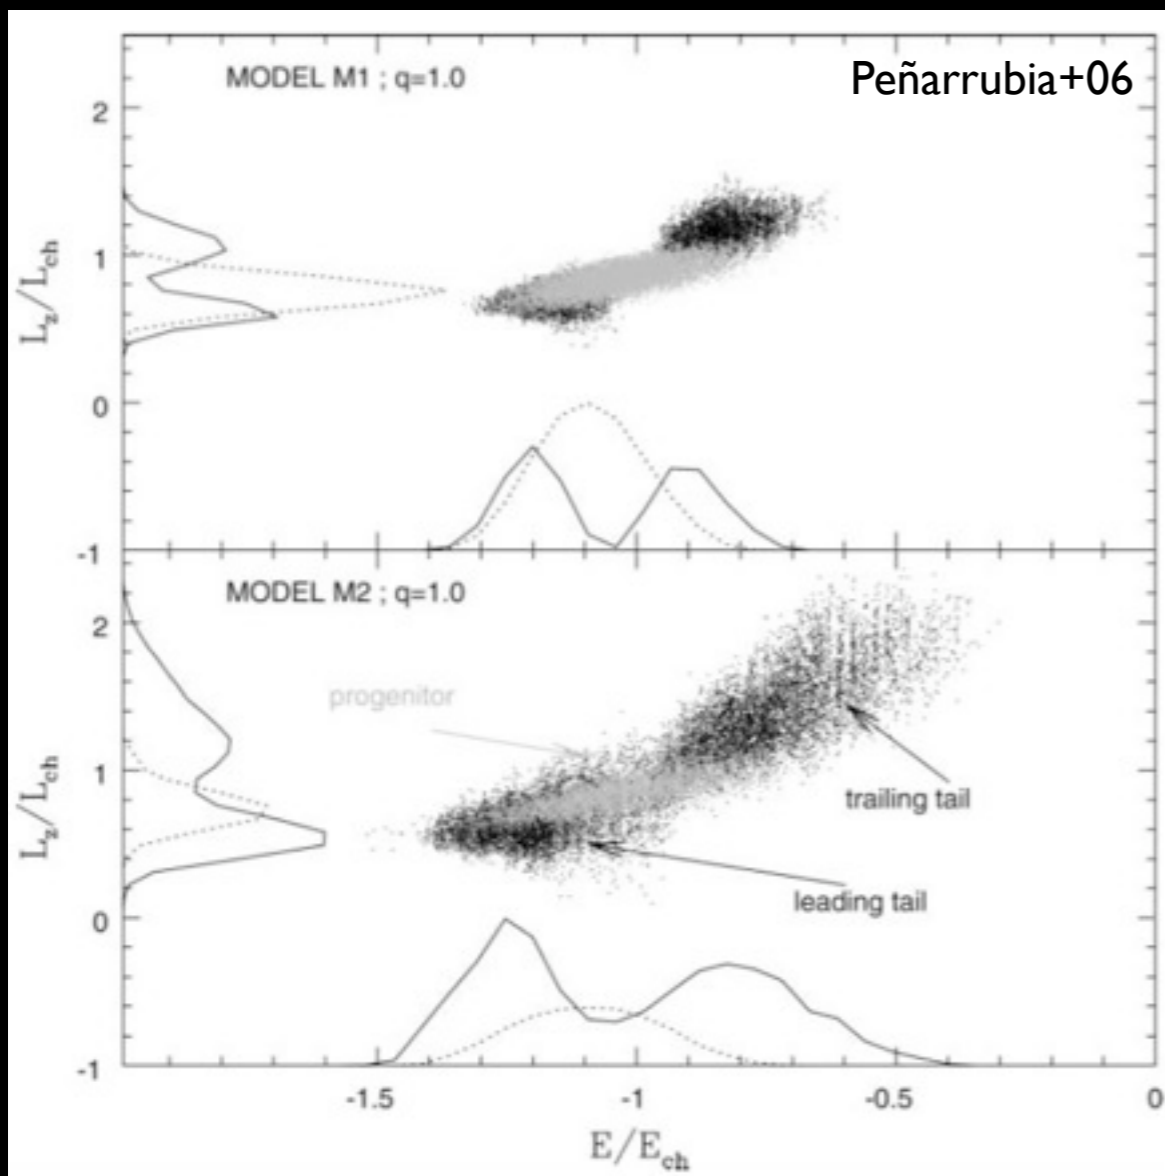 MODEL M1 ; q=1.0
Peñarrubia+06
2
1
0
-1
L_z/L_ch
MODEL M2 ; q=1.0
progenitor
trailing tail
leading tail
2
1
0
-1
L_z/L_ch
-1.5
-1
-0.5
0
E/E_ch